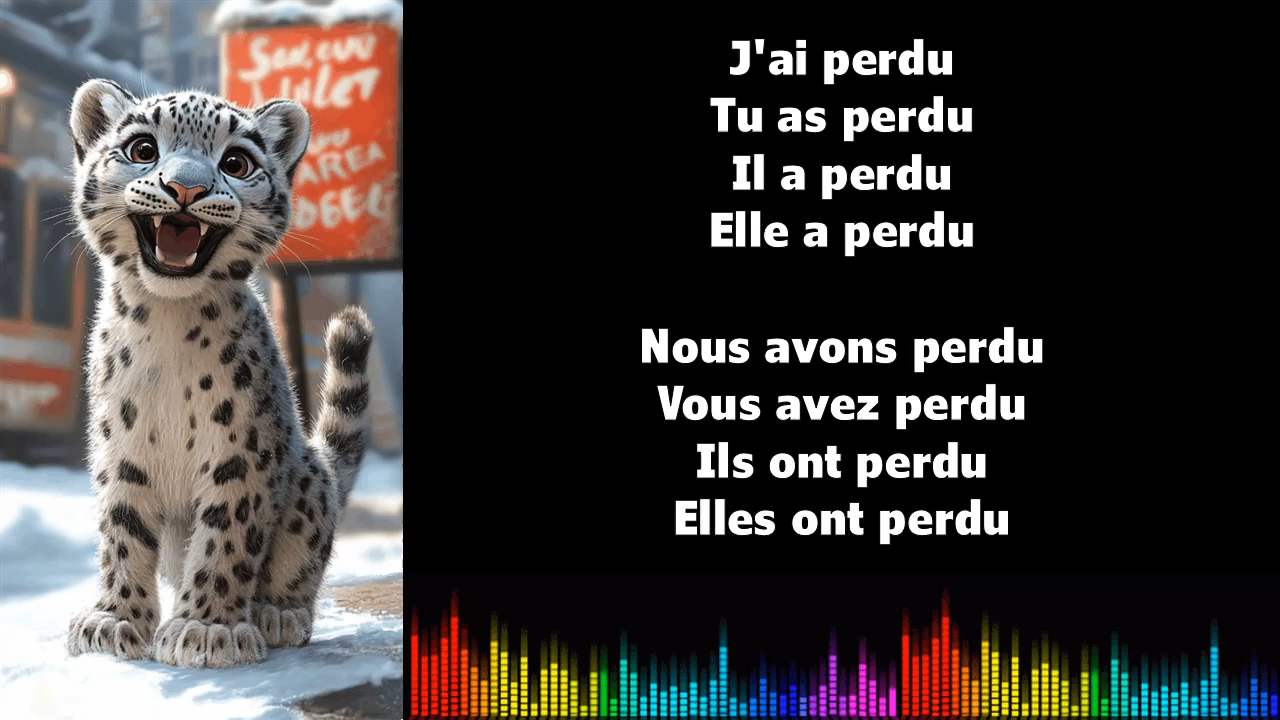 J'ai perdu
Tu as perdu
Il a perdu
Elle a perdu
Nous avons perdu
Vous avez perdu
Ils ont perdu
Elles ont perdu